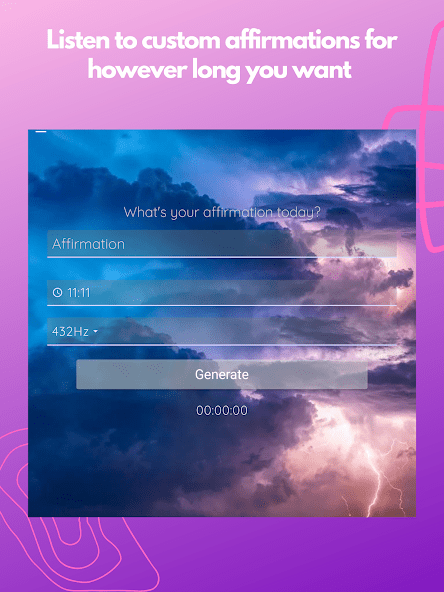 Listen to custom affirmations for
however long you want
What's your affirmation today?
Affirmation
11:11
432Hz
Generate
00:00:00